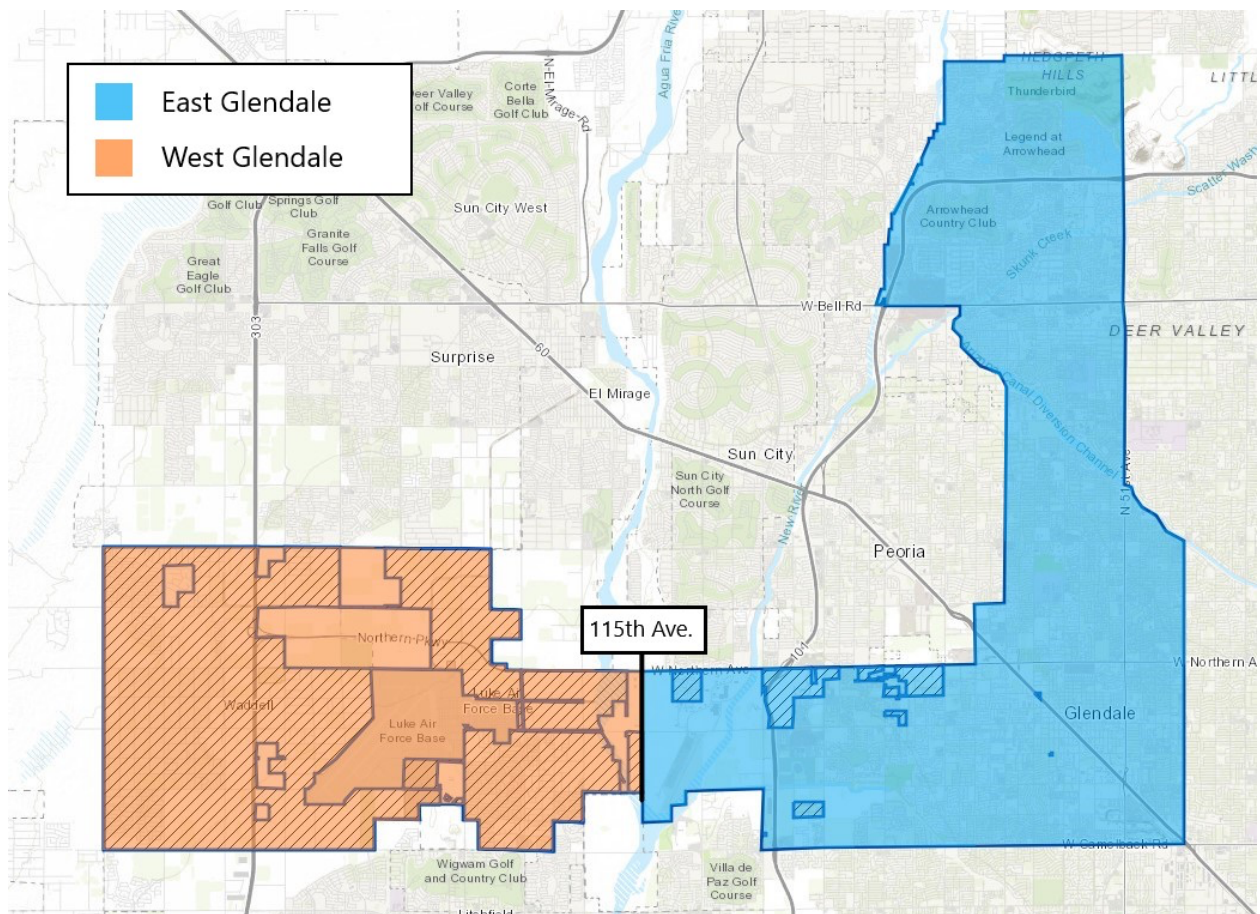 East Glendale
West Glendale
HEDGPETH
HILLS
Thunderbird
LITTL
Agua Fria River
N-El-Mirage-Rd
Deer Valley
Golf Course
Corte
Bella
Golf Club
Legend at
Arrowhead
Scatter Wash
Golf Club
Springs Golf
Club
Sun City West
Arrowhead
Country Club
Granite
Falls Golf
Course
Skunk Creek
Great
Eagle
Golf Club
303
W Bell Rd
DEER VALLEY
Surprise
60
Arizona Canal Diversion Channel
El Mirage
Sun City
Sun City
North Golf
Course
N 51st Ave
New River
Peoria
115th Ave.
Northern-Pkwy
101
W Northern Ave
W Northern A
Waddell
Luke Air
Force Base
Luke Air
Force Base
Glendale
W Camelback Rd
Wigwam Golf
and Country Club
Villa de
Paz Golf
Course
Litchfield